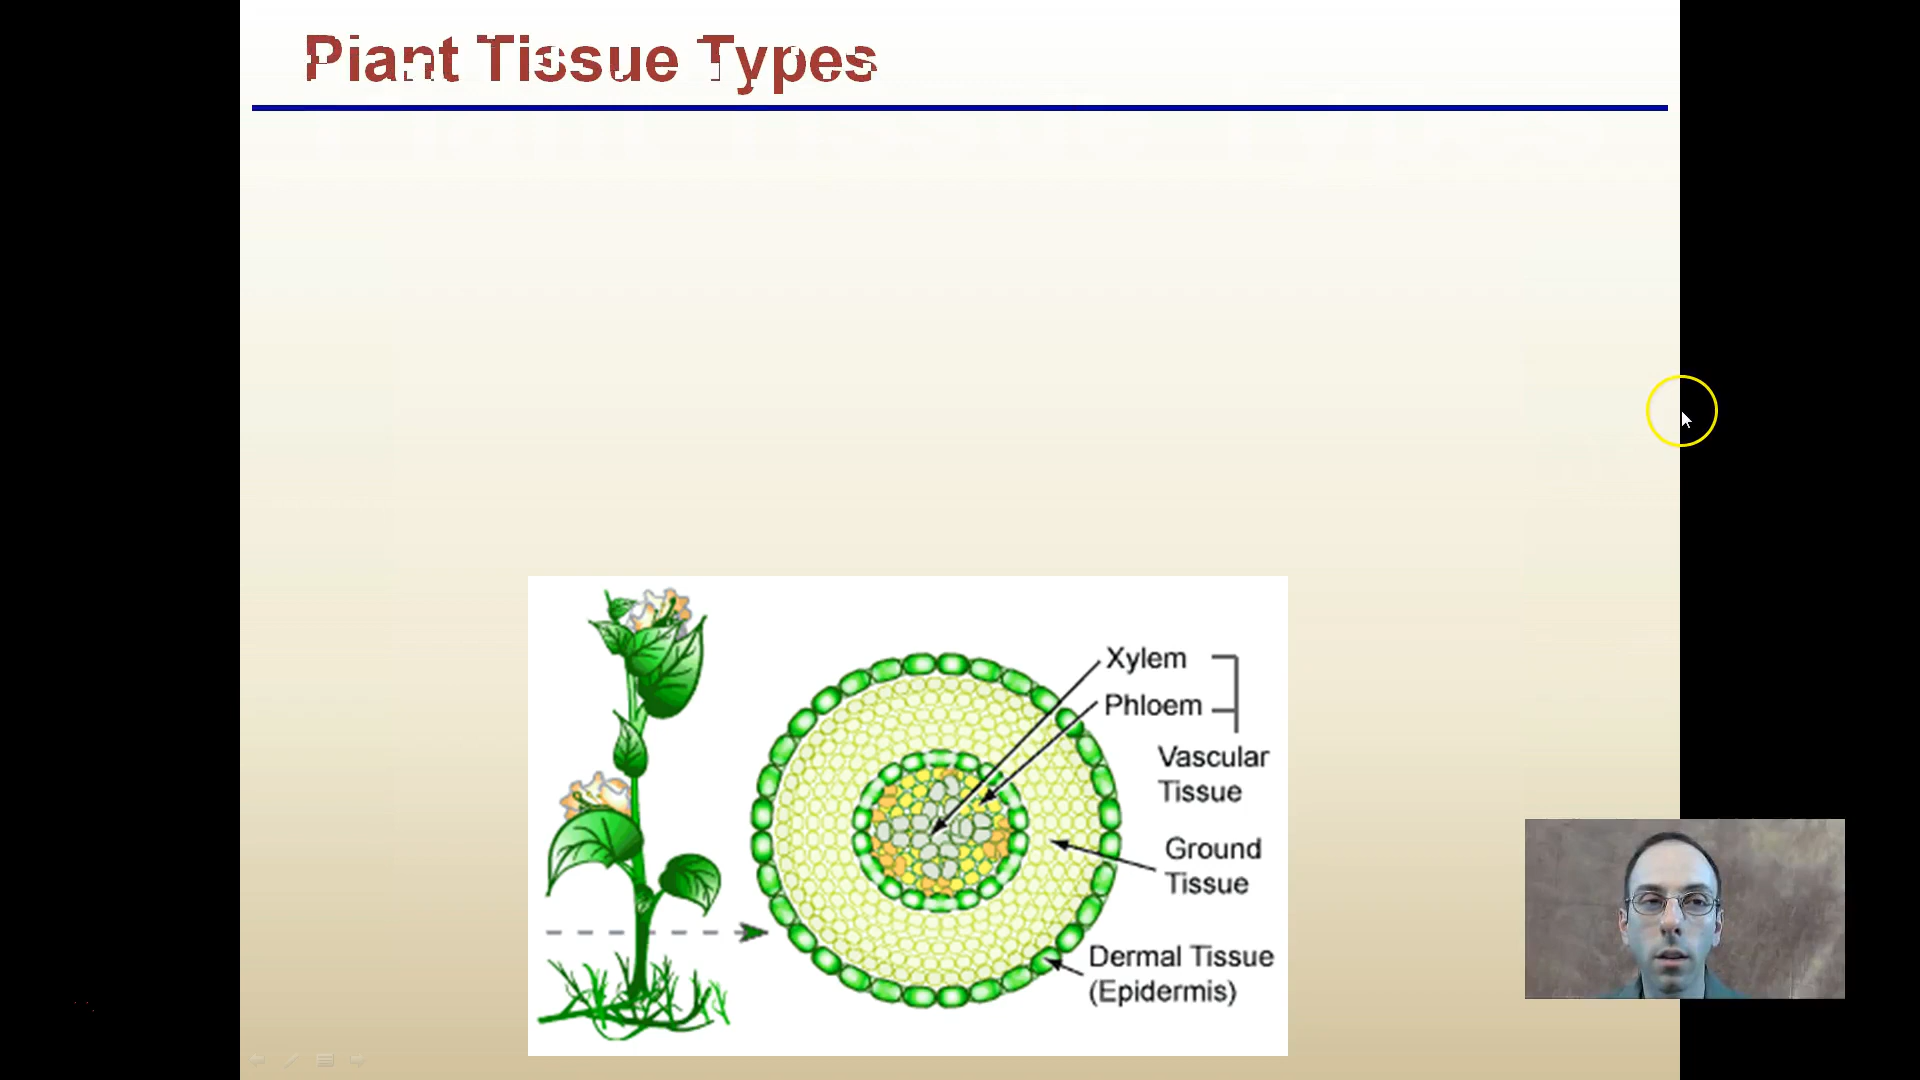 Plant Tissue Types
Xylem
Phloem
Vascular
Tissue
Ground
Tissue
Dermal Tissue
(Epidermis)